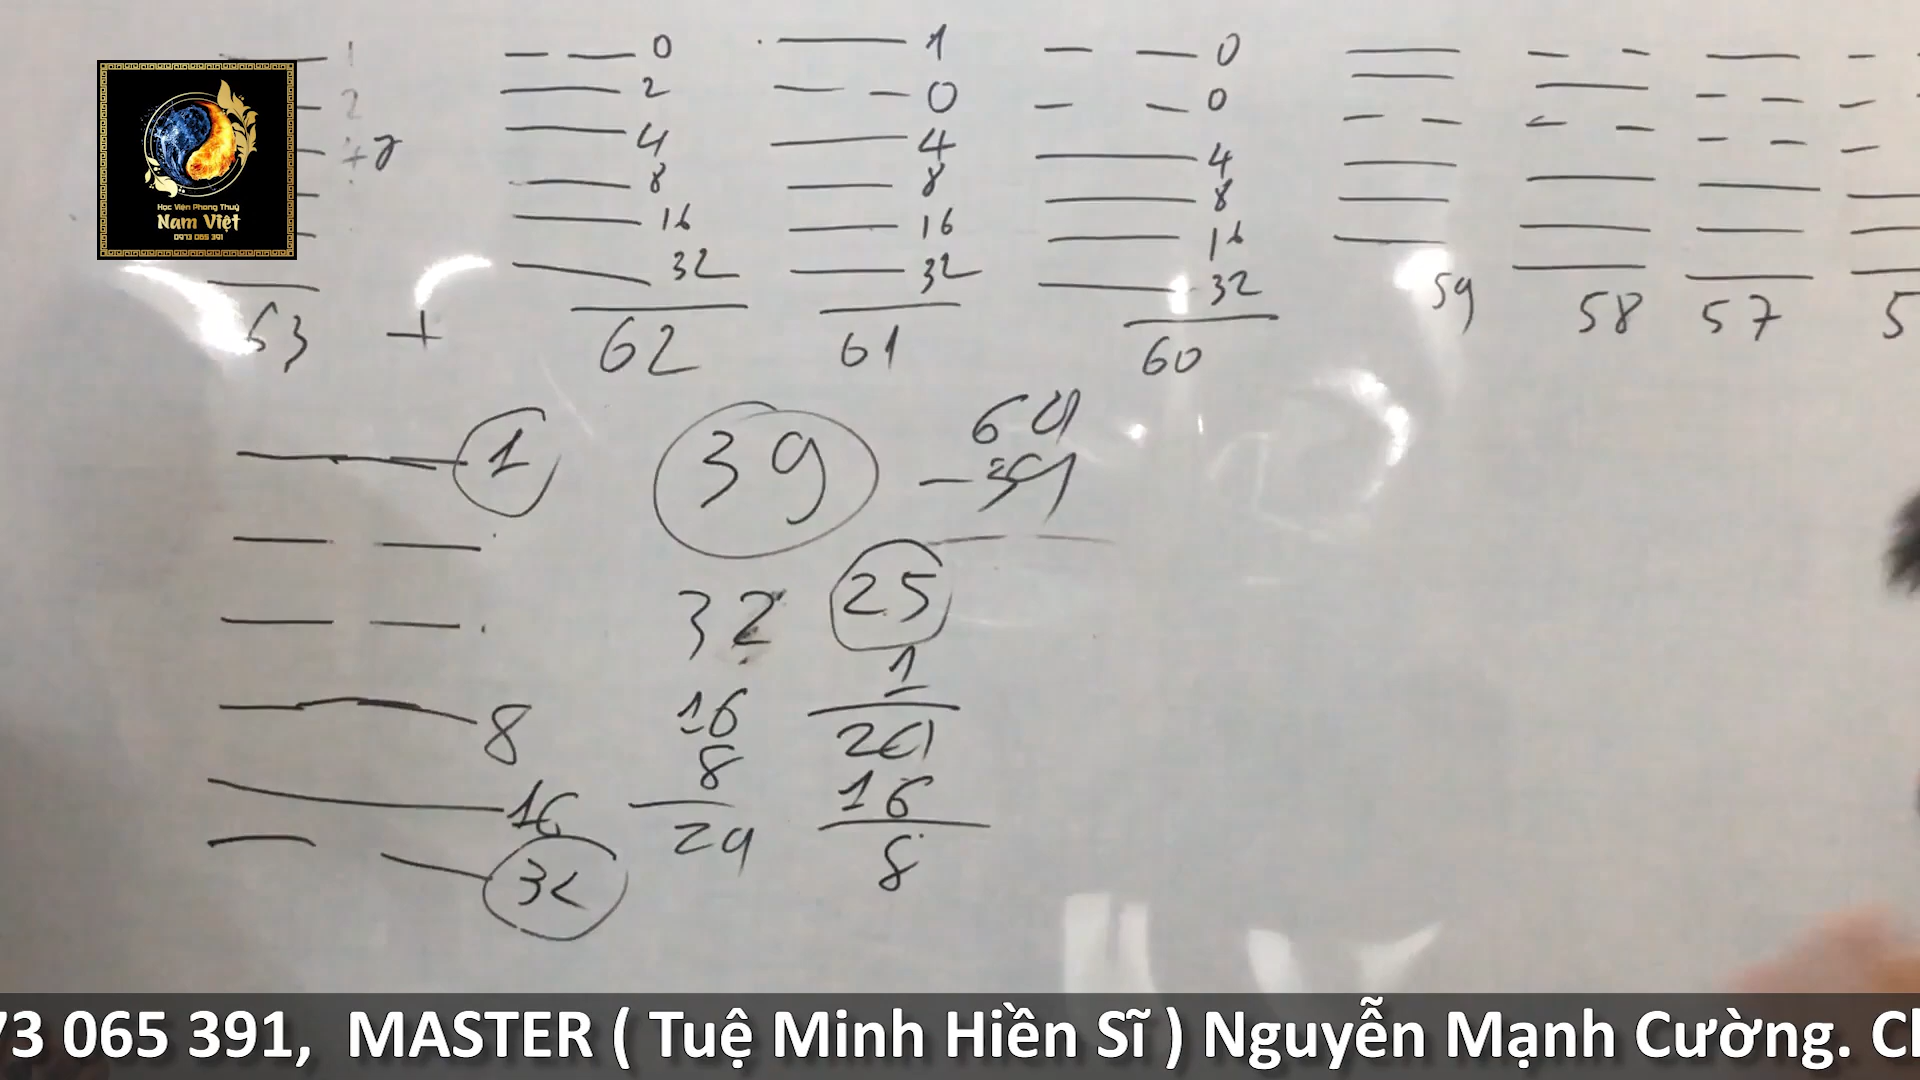 1 0 1 0
2 2 0 0
4 4 4
8 8 8
16 16 16
32 32 32
63 + 62 61 60 59 58 57 5
Học Viện Phong Thuỷ
Nam Việt
0973 065 391
1 39 64
- 39
32 25
1
8 16 24
8 16
16 24 8
32
73 065 391, MASTER ( Tuệ Minh Hiền Sĩ ) Nguyễn Mạnh Cường. Cl